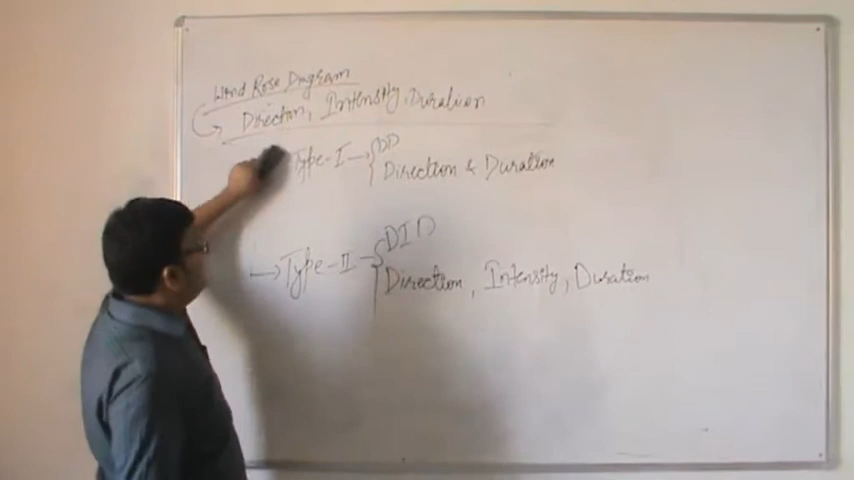 Wind Rose Diagram
Direction, Intensity, Duration
Type-I → DD
Direction & Duration
→ Type-II → DID
Direction, Intensity, Duration